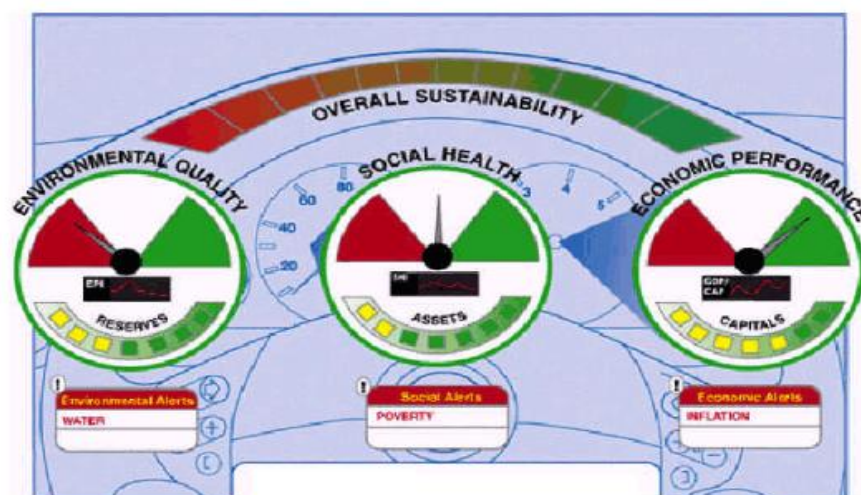 OVERALL SUSTAINABILITY
ENVIRONMENTAL QUALITY
SOCIAL HEALTH
ECONOMIC PERFORMANCE
80
60
40
20
3
4
5
RESERVES
ASSETS
CAPITALS
! 
Environmental Alerts
WATER
!
Social Alerts
POVERTY
!
Economic Alerts
INFLATION